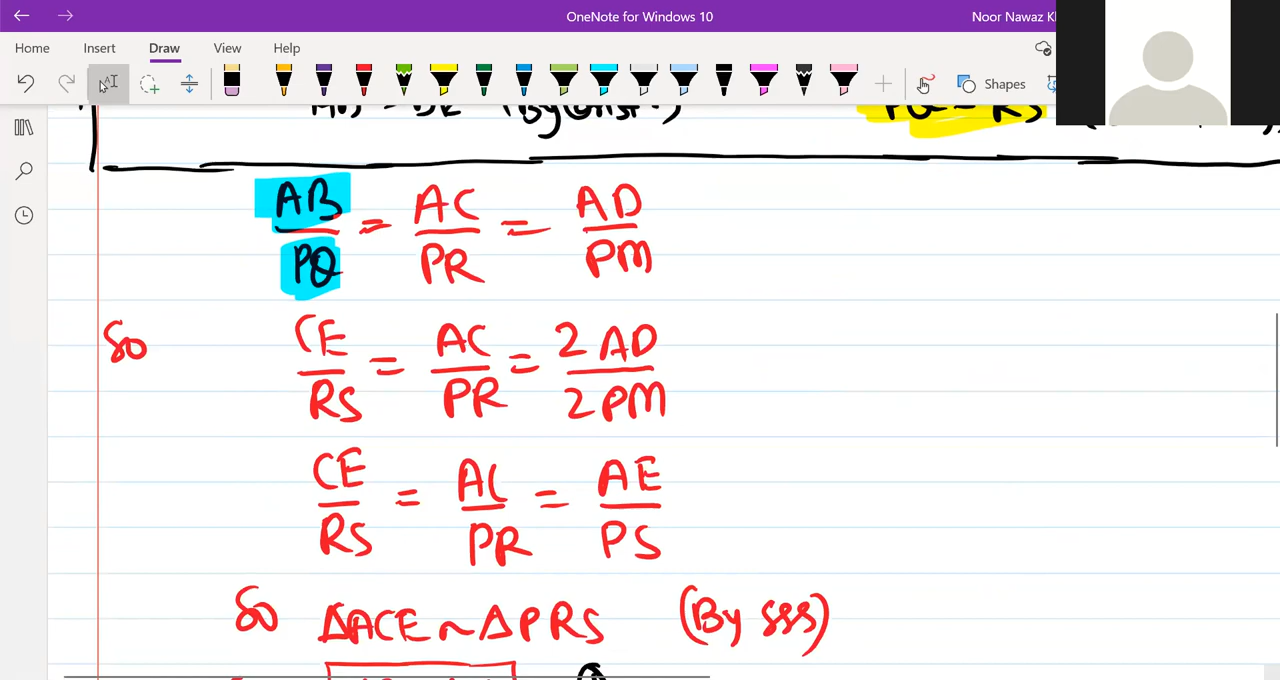 OneNote for Windows 10
Noor Nawaz
Home Insert Draw View Help
Shapes
AB/PQ = AC/PR = AD/PM
So CE/RS = AC/PR = 2AD/2PM
CE/RS = AC/PR = AE/PS
So ΔACE ~ ΔPRS (By SSS)